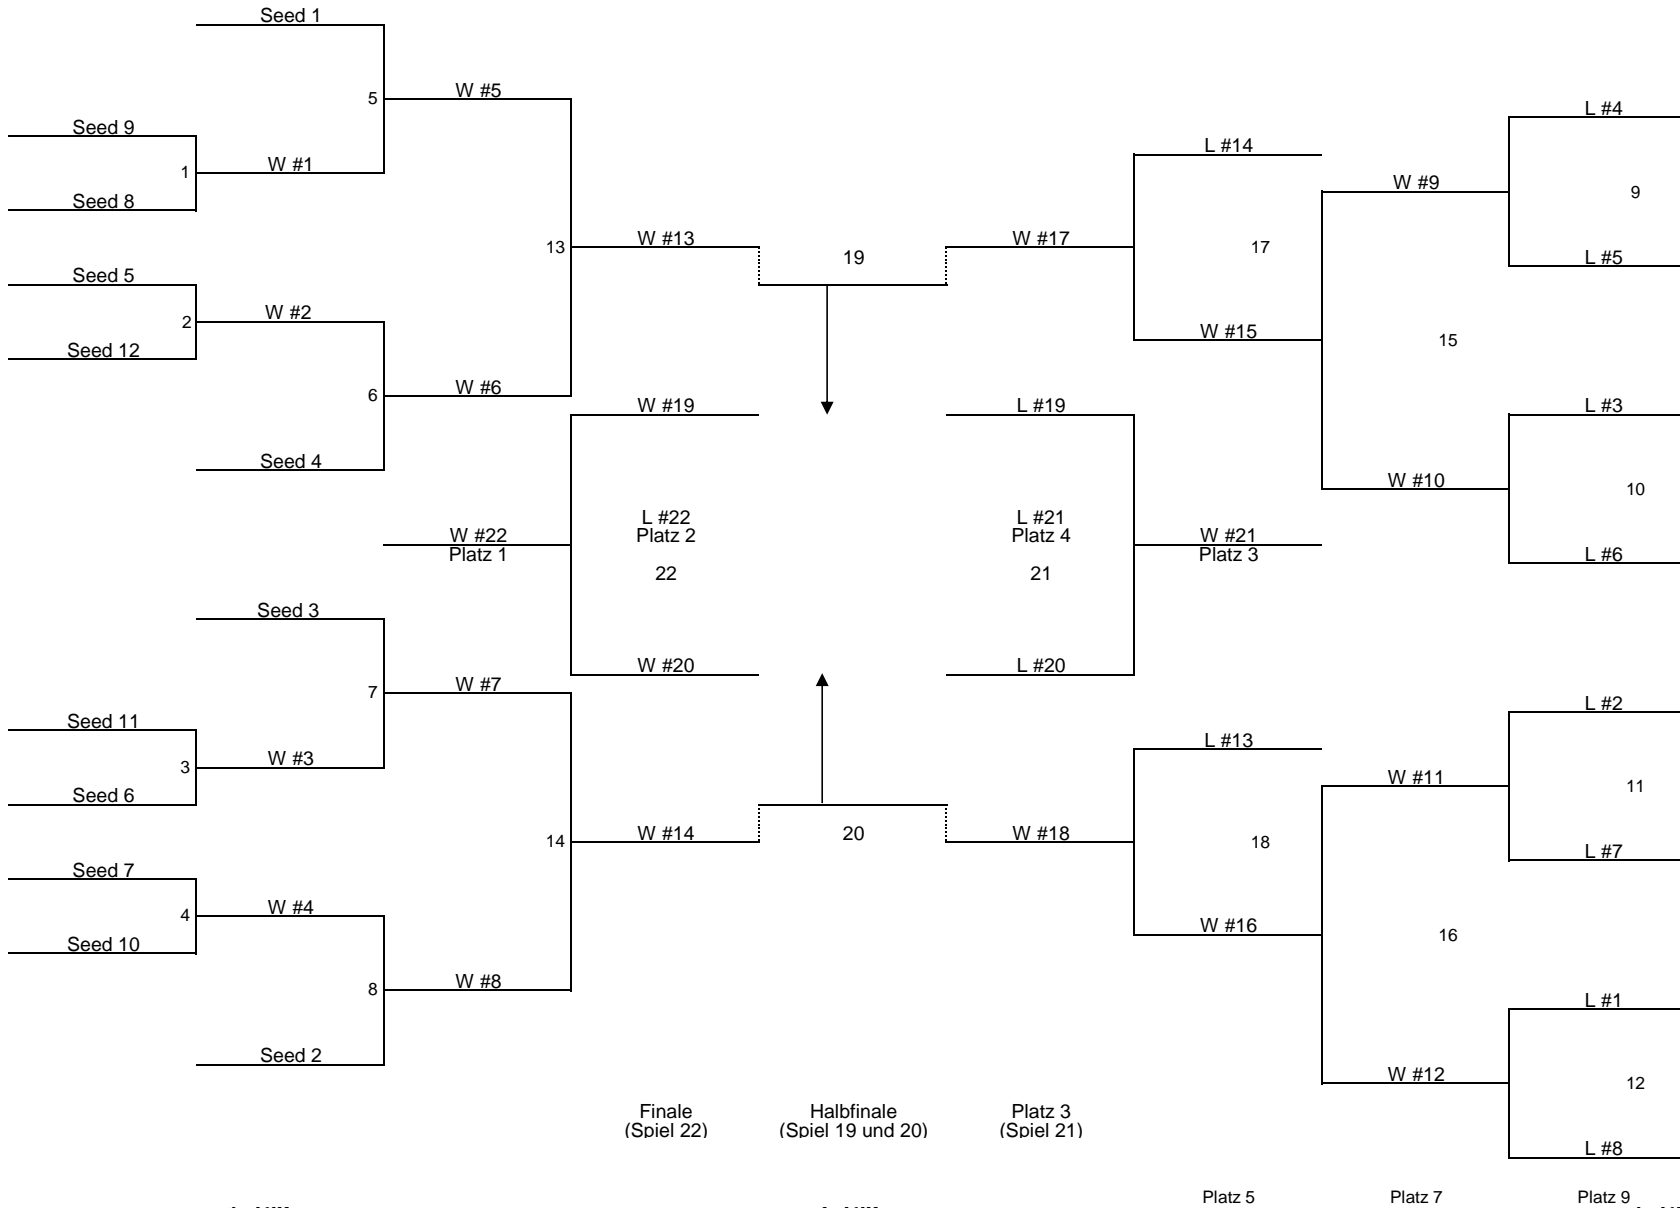 Seed 1
W #5
5
L #4
Seed 9
L #14
W #1
1
W #9
9
Seed 8
W #13
13
19
W #17
17
L #5
Seed 5
W #2
2
W #15
15
Seed 12
W #6
6
W #19
L #19
L #3
Seed 4
W #10
10
L #22
Platz 2
L #21
Platz 4
W #22
Platz 1
W #21
Platz 3
L #6
22
21
Seed 3
W #20
L #20
W #7
7
L #2
Seed 11
L #13
W #3
3
W #11
11
Seed 6
W #14
14
20
W #18
18
L #7
Seed 7
W #4
4
W #16
16
Seed 10
W #8
8
L #1
Seed 2
W #12
12
Finale
(Spiel 22)
Halbfinale
(Spiel 19 und 20)
Platz 3
(Spiel 21)
L #8
Platz 5
Platz 7
Platz 9